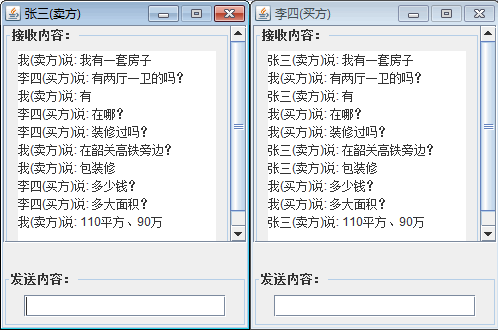 张三(卖方)
接收内容：
我(卖方)说: 我有一套房子
李四(买方)说: 有两厅一卫的吗?
我(卖方)说: 有
李四(买方)说: 在哪?
李四(买方)说: 装修过吗?
我(卖方)说: 在韶关高铁旁边?
我(卖方)说: 包装修
李四(买方)说: 多少钱?
李四(买方)说: 多大面积?
我(卖方)说: 110平方、90万
发送内容：
李四(买方)
接收内容：
张三(卖方)说: 我有一套房子
我(买方)说: 有两厅一卫的吗?
张三(卖方)说: 有
我(买方)说: 在哪?
我(买方)说: 装修过吗?
张三(卖方)说: 在韶关高铁旁边?
张三(卖方)说: 包装修
我(买方)说: 多少钱?
我(买方)说: 多大面积?
张三(卖方)说: 110平方、90万
发送内容：